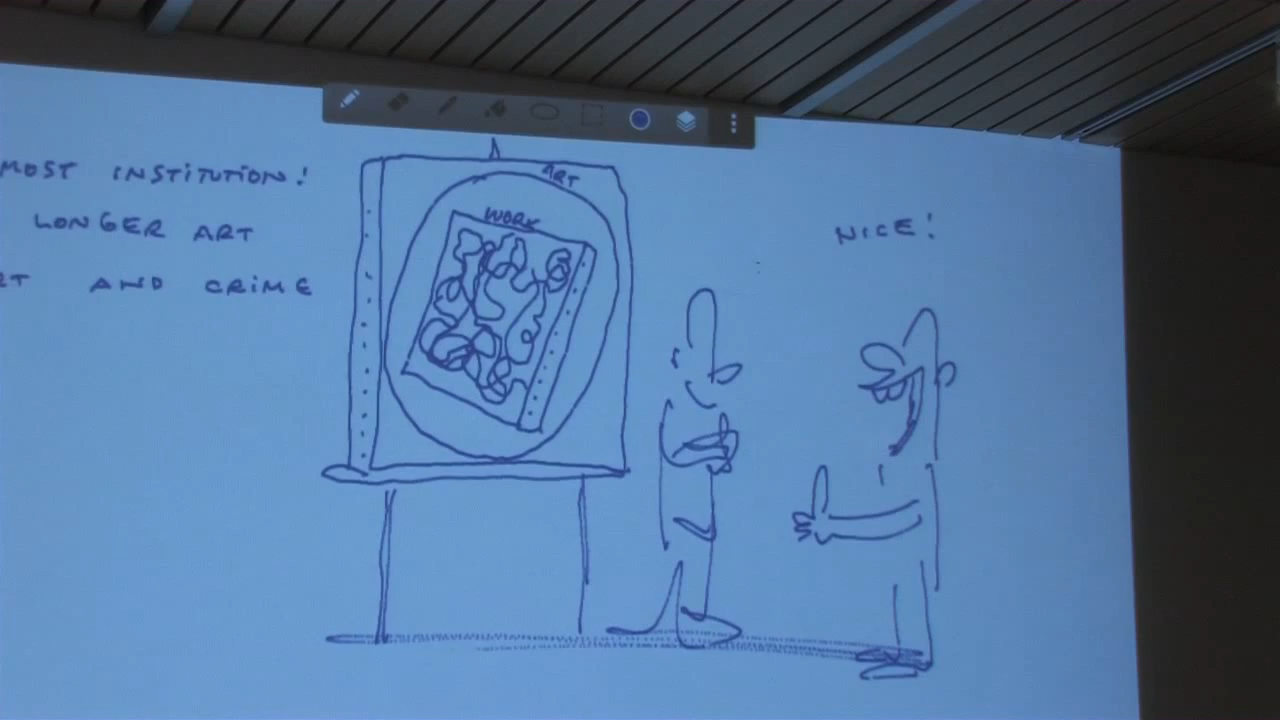 MOST INSTITUTION!
LONGER ART
AND CRIME
ART
WORK
NICE!